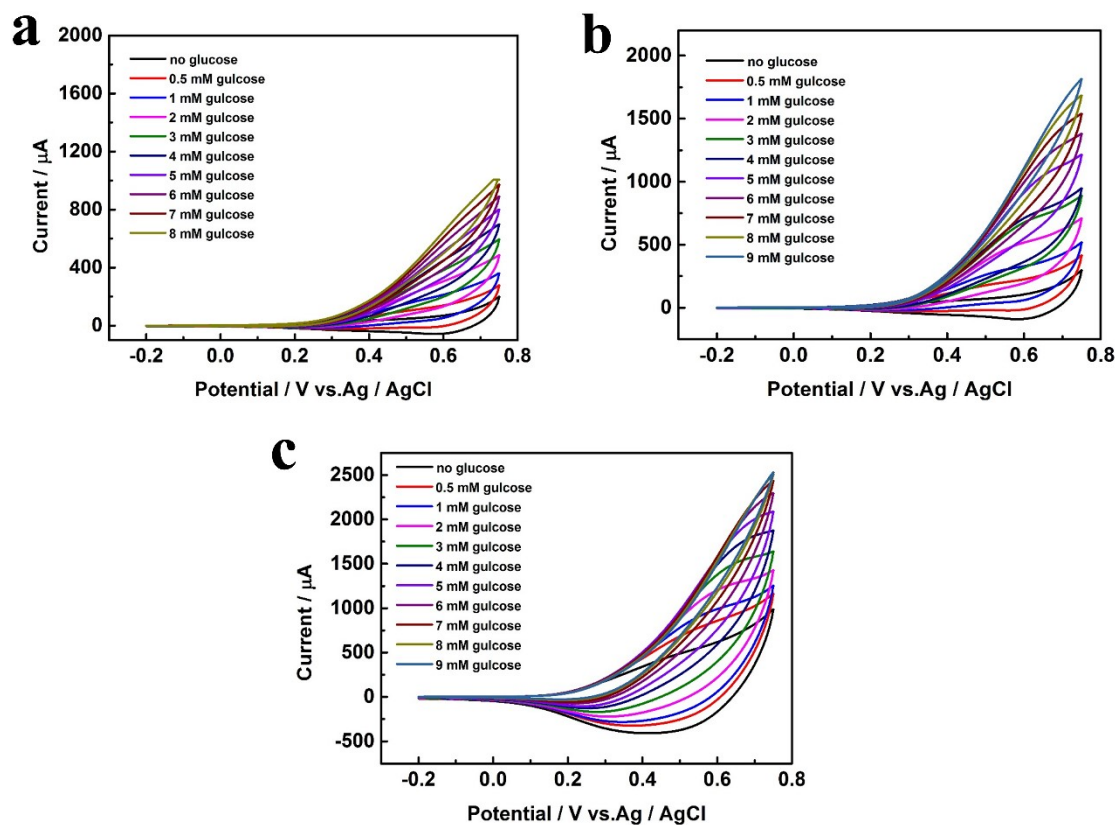 a
2000
1600
1200
800
400
0
Current / μA
no glucose
0.5 mM gulcose
1 mM gulcose
2 mM gulcose
3 mM gulcose
4 mM gulcose
5 mM gulcose
6 mM gulcose
7 mM gulcose
8 mM gulcose
-0.2 0.0 0.2 0.4 0.6 0.8
Potential / V vs.Ag / AgCl
b
2000
1500
1000
500
0
Current / μA
no glucose
0.5 mM gulcose
1 mM gulcose
2 mM gulcose
3 mM gulcose
4 mM gulcose
5 mM gulcose
6 mM gulcose
7 mM gulcose
8 mM gulcose
9 mM gulcose
-0.2 0.0 0.2 0.4 0.6 0.8
Potential / V vs.Ag / AgCl
c
2500
2000
1500
1000
500
0
-500
Current / μA
no glucose
0.5 mM gulcose
1 mM gulcose
2 mM gulcose
3 mM gulcose
4 mM gulcose
5 mM gulcose
6 mM gulcose
7 mM gulcose
8 mM gulcose
9 mM gulcose
-0.2 0.0 0.2 0.4 0.6 0.8
Potential / V vs.Ag / AgCl